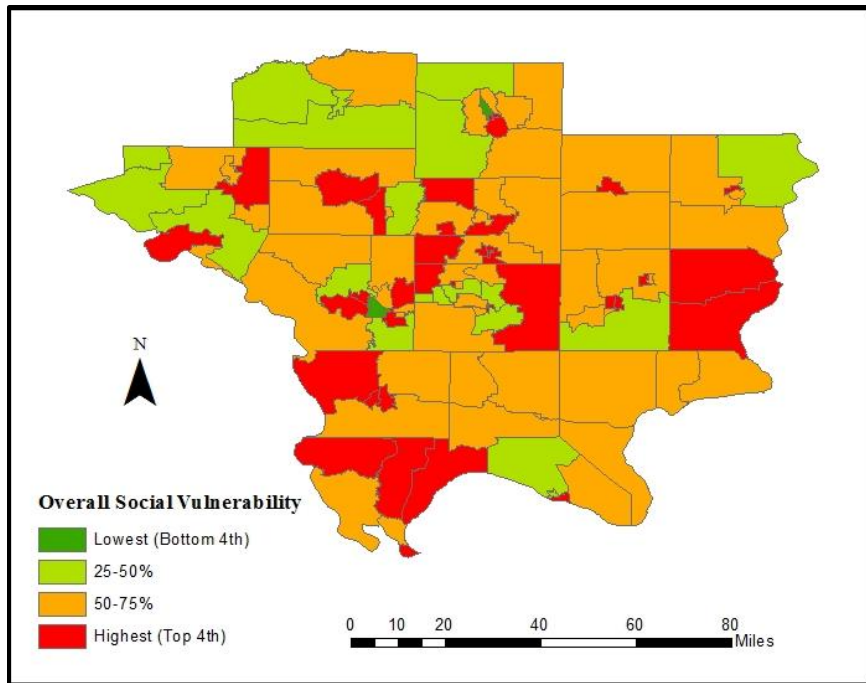 N
Overall Social Vulnerability
Lowest (Bottom 4th)
25-50%
50-75%
Highest (Top 4th)
0 10 20 40 60 80
Miles